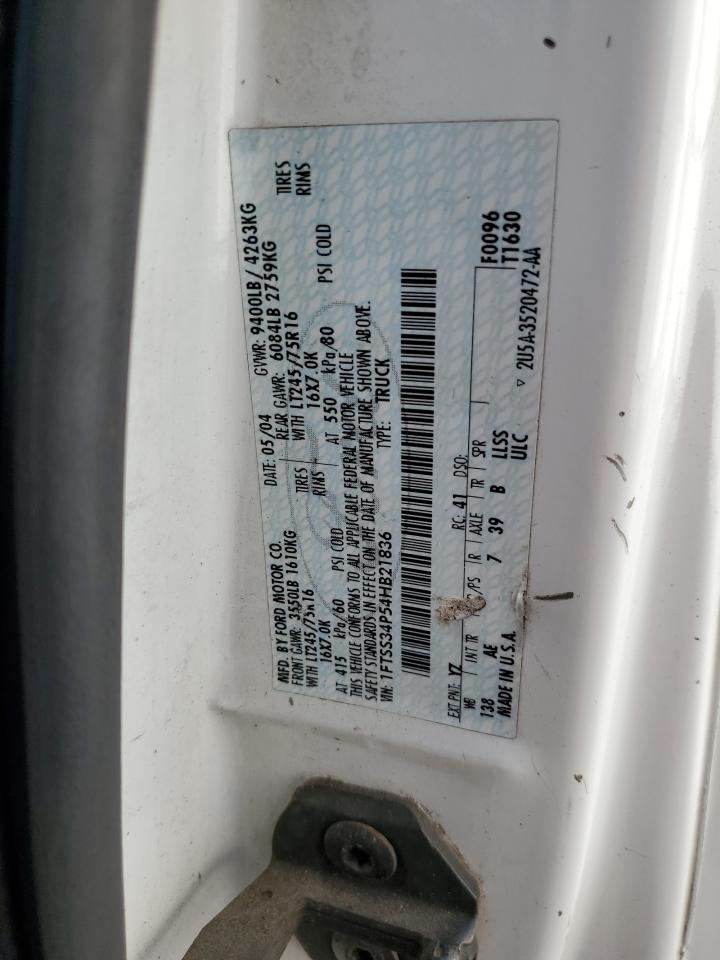 MFD. BY FORD MOTOR CO.
DATE: 05/04 GVWR: 9400LB / 4263KG
FRONT GAWR: 3550LB 1610KG REAR GAWR: 6084LB 2759KG
WITH LT245/75R16 TIRES WITH LT245/75R16 TIRES
16X7.0K RIMS 16X7.0K RIMS
AT 415 kPa/60 PSI COLD AT 550 kPa/80 PSI COLD
THIS VEHICLE CONFORMS TO ALL APPLICABLE FEDERAL MOTOR VEHICLE
SAFETY STANDARDS IN EFFECT ON THE DATE OF MANUFACTURE SHOWN ABOVE.
VIN: 1FTSS34P54HB21836 TYPE: TRUCK
F0096
T1630
EXT PNT: YZ RC: 41 DSO:
WB INT TR /PS R AXLE TR SPR
138 AE 7 39 B LLSS
MADE IN U.S.A. ULC
▽ 2U5A-3520472-AA